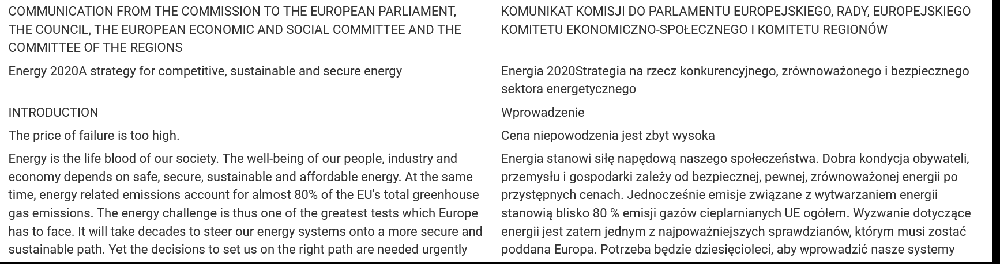 COMMUNICATION FROM THE COMMISSION TO THE EUROPEAN PARLIAMENT,
THE COUNCIL, THE EUROPEAN ECONOMIC AND SOCIAL COMMITTEE AND THE
COMMITTEE OF THE REGIONS
Energy 2020A strategy for competitive, sustainable and secure energy
INTRODUCTION
The price of failure is too high.
Energy is the life blood of our society. The well-being of our people, industry and
economy depends on safe, secure, sustainable and affordable energy. At the same
time, energy related emissions account for almost 80% of the EU's total greenhouse
gas emissions. The energy challenge is thus one of the greatest tests which Europe
has to face. It will take decades to steer our energy systems onto a more secure and
sustainable path. Yet the decisions to set us on the right path are needed urgently
KOMUNIKAT KOMISJI DO PARLAMENTU EUROPEJSKIEGO, RADY, EUROPEJSKIEGO
KOMITETU EKONOMICZNO-SPOŁECZNEGO I KOMITETU REGIONÓW
Energia 2020Strategia na rzecz konkurencyjnego, zrównoważonego i bezpiecznego
sektora energetycznego
Wprowadzenie
Cena niepowodzenia jest zbyt wysoka
Energia stanowi siłę napędową naszego społeczeństwa. Dobra kondycja obywateli,
przemysłu i gospodarki zależy od bezpiecznej, pewnej, zrównoważonej energii po
przystępnych cenach. Jednocześnie emisje związane z wytwarzaniem energii
stanowią blisko 80 % emisji gazów cieplarnianych UE ogółem. Wyzwanie dotyczące
energii jest zatem jednym z najpoważniejszych sprawdzianów, którym musi zostać
poddana Europa. Potrzeba będzie dziesięcioleci, aby wprowadzić nasze systemy